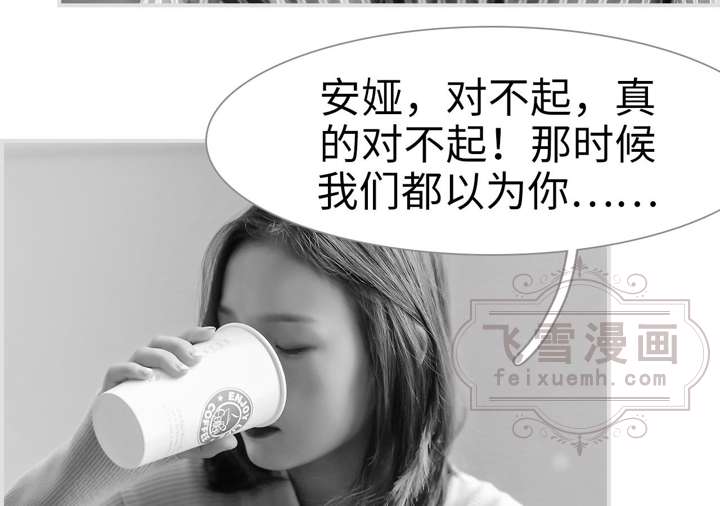 安娅，对不起，真
的对不起！那时候
我们都以为你……
飞雪漫画
feixuemh.com
ENJOY
COFFEE